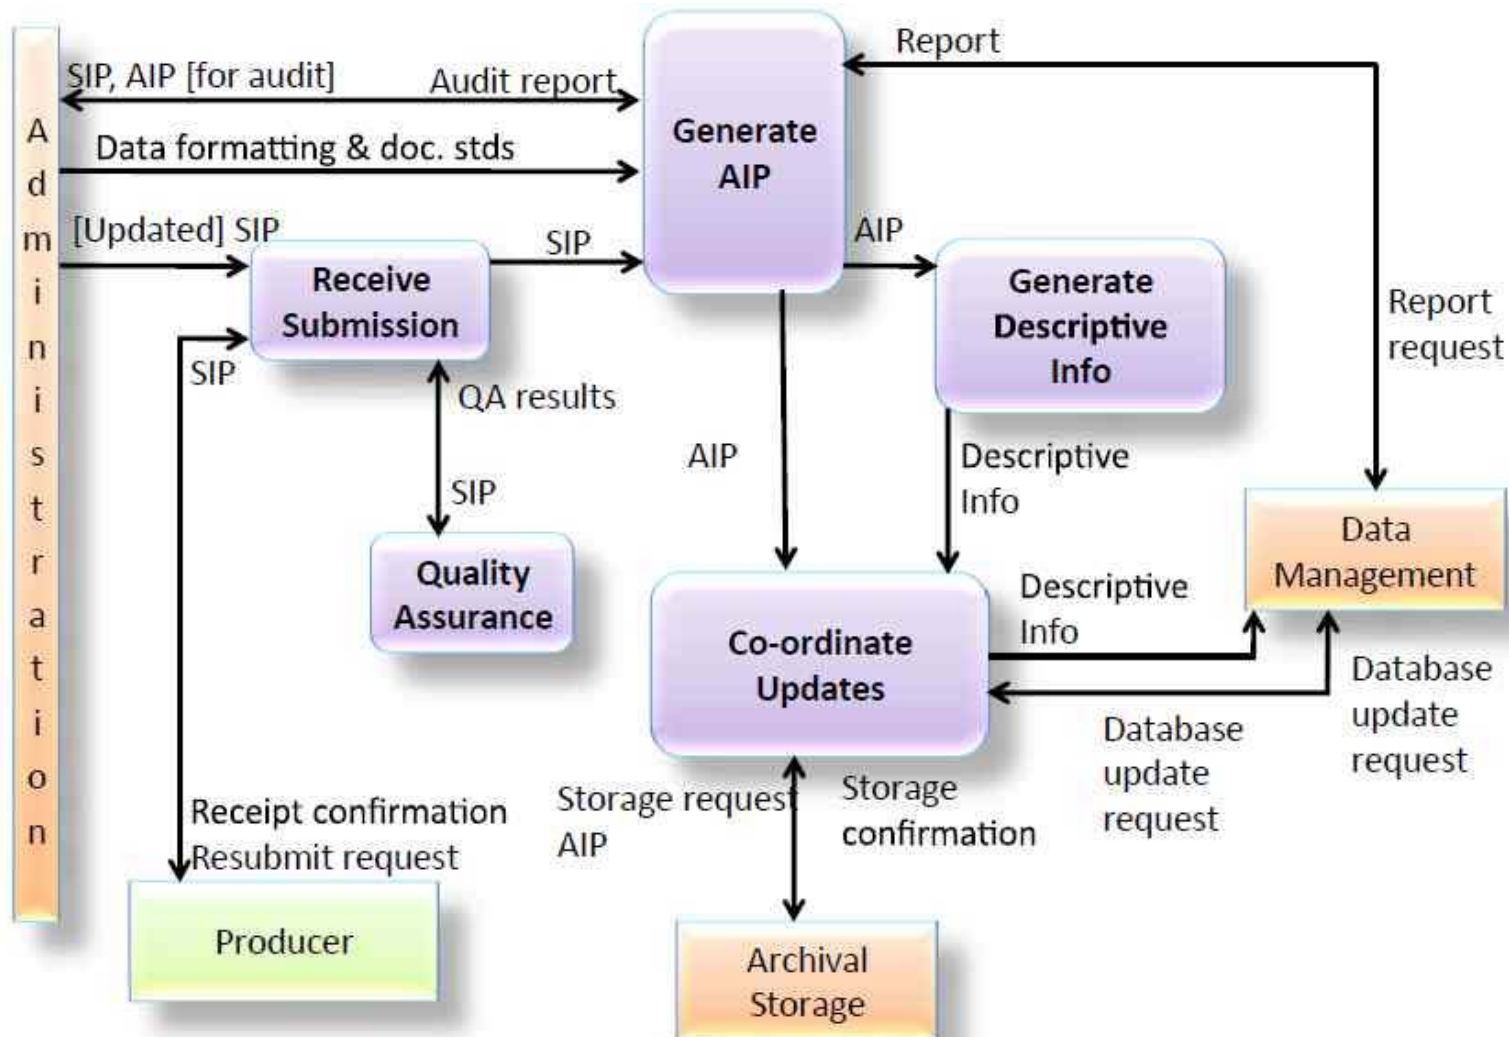 Administration
SIP, AIP [for audit]
Audit report
Data formatting & doc. stds
[Updated] SIP
Receive
Submission
SIP
Generate
AIP
Report
AIP
Generate
Descriptive
Info
Report
request
SIP
QA results
SIP
Quality
Assurance
AIP
Descriptive
Info
Data
Management
Co-ordinate
Updates
Descriptive
Info
Database
update
request
Database
update
request
Storage request
AIP
Storage
confirmation
Receipt confirmation
Resubmit request
Producer
Archival
Storage